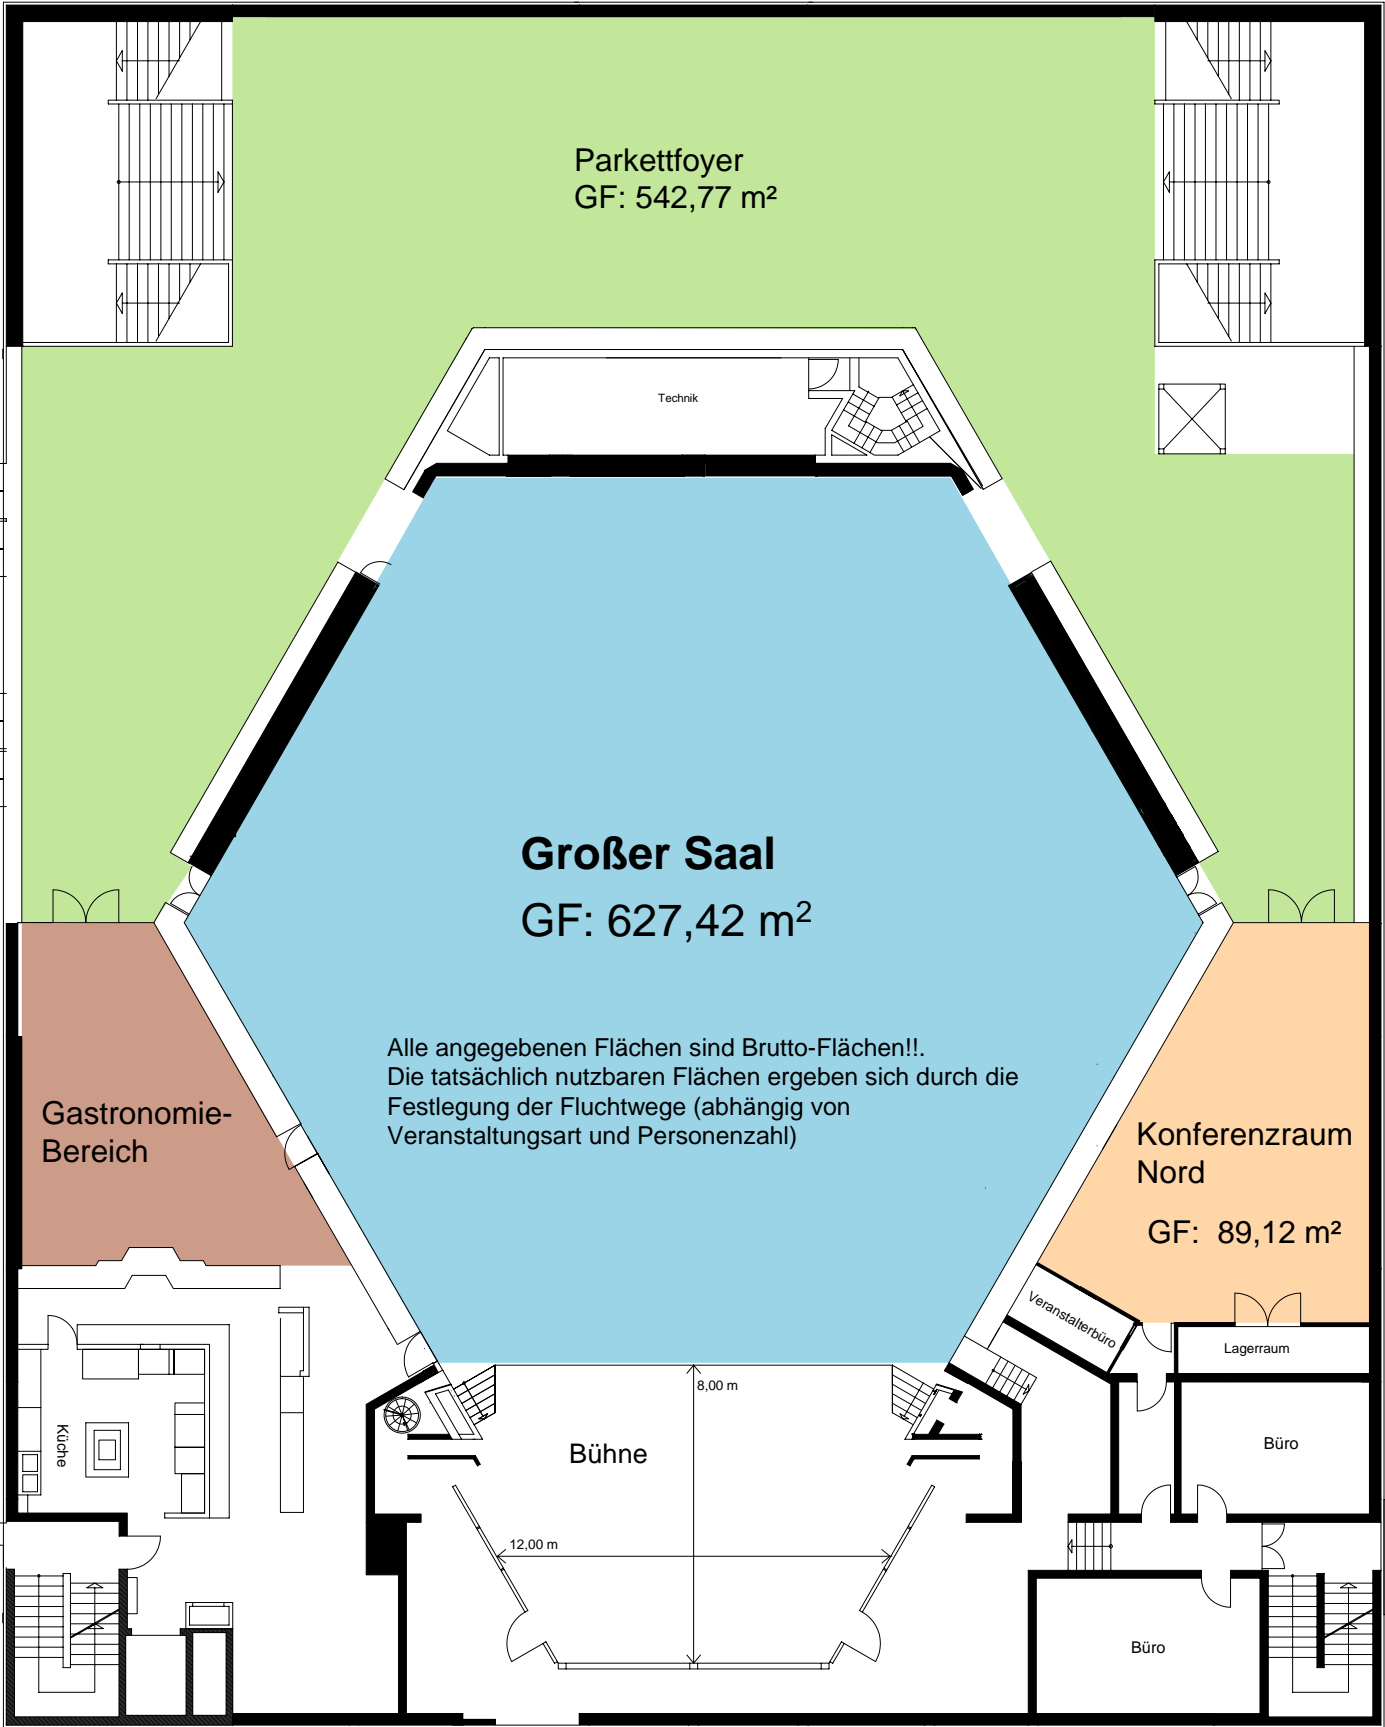 Parkettfoyer
GF: 542,77 m²
Technik
Großer Saal
GF: 627,42 m²
Alle angegebenen Flächen sind Brutto-Flächen!!.
Die tatsächlich nutzbaren Flächen ergeben sich durch die
Festlegung der Fluchtwege (abhängig von
Veranstaltungsart und Personenzahl)
Gastronomie-
Bereich
Konferenzraum
Nord
GF: 89,12 m²
Veranstalterbüro
Lagerraum
8,00 m
Küche
Bühne
Büro
12,00 m
Büro